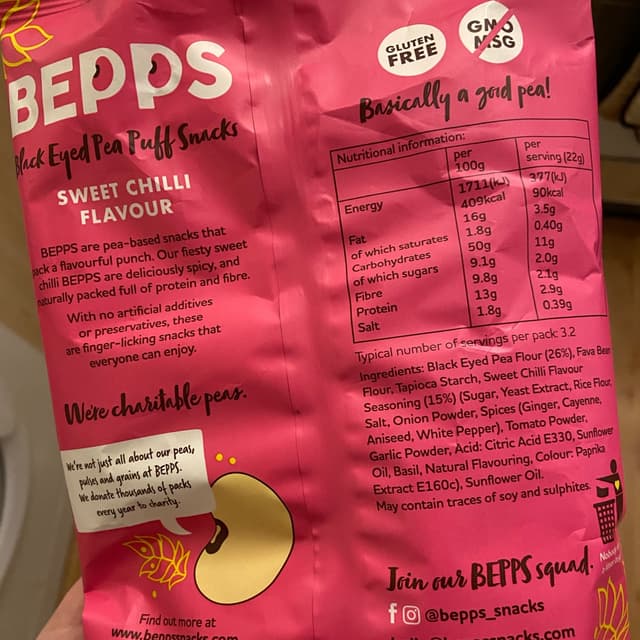 BEPPS
Black Eyed Pea Puff Snacks
SWEET CHILLI
FLAVOUR
BEPPS are pea-based snacks that
pack a flavourful punch. Our fiesty sweet
chilli BEPPS are deliciously spicy, and
naturally packed full of protein and fibre.
With no artificial additives
or preservatives, these
are finger-licking snacks that
everyone can enjoy.
We're charitable peas.
We're not just all about our peas,
pulses and grains at BEPPS.
We donate thousands of packs
every year to charity.
Find out more at
www.beppssnacks.com
GLUTEN
FREE
GMO
MSG
Basically a good pea!
Nutritional information:
per 100g per serving (22g)
Energy 1711(kJ) 377(kJ)
409kcal 90kcal
Fat 16g 3.5g
of which saturates 1.8g 0.40g
Carbohydrates 50g 11g
of which sugars 9.1g 2.0g
Fibre 9.8g 2.1g
Protein 13g 2.9g
Salt 1.8g 0.39g
Typical number of servings per pack: 3.2
Ingredients: Black Eyed Pea Flour (26%), Fava Bean
Flour, Tapioca Starch, Sweet Chilli Flavour
Seasoning (15%) (Sugar, Yeast Extract, Rice Flour,
Salt, Onion Powder, Spices (Ginger, Cayenne,
Aniseed, White Pepper), Tomato Powder,
Garlic Powder, Acid: Citric Acid E330, Sunflower
Oil, Basil, Natural Flavouring, Colour: Paprika
Extract E160c), Sunflower Oil.
May contain traces of soy and sulphites.
Join our BEPPS squad.
@bepps_snacks